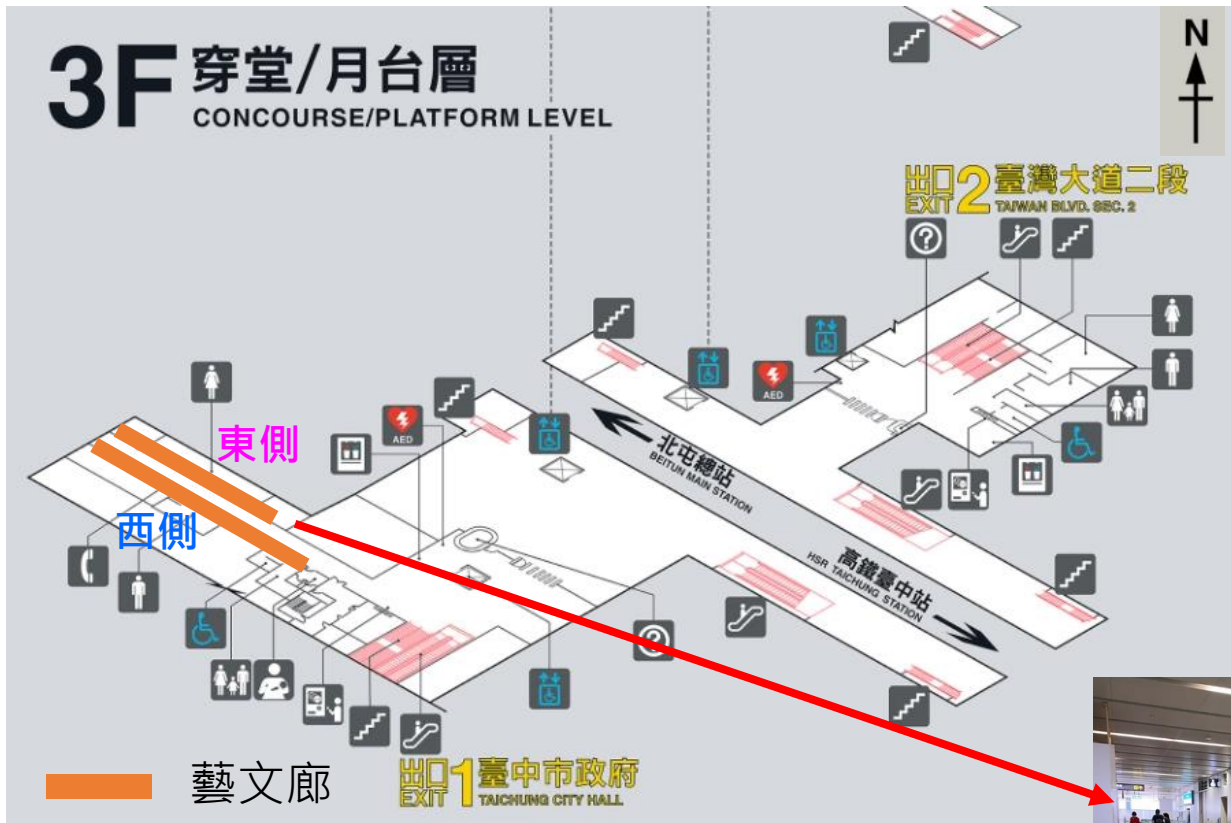 3F 穿堂/月台層
CONCOURSE/PLATFORM LEVEL
N
出口 EXIT 2 臺灣大道二段
TAIWAN BLVD. SEC. 2
AED
AED
東側
西側
北屯總站
BEITUN MAIN STATION
高鐵臺中站
HSR TAICHUNG STATION
藝文廊
出口 EXIT 1 臺中市政府
TAICHUNG CITY HALL